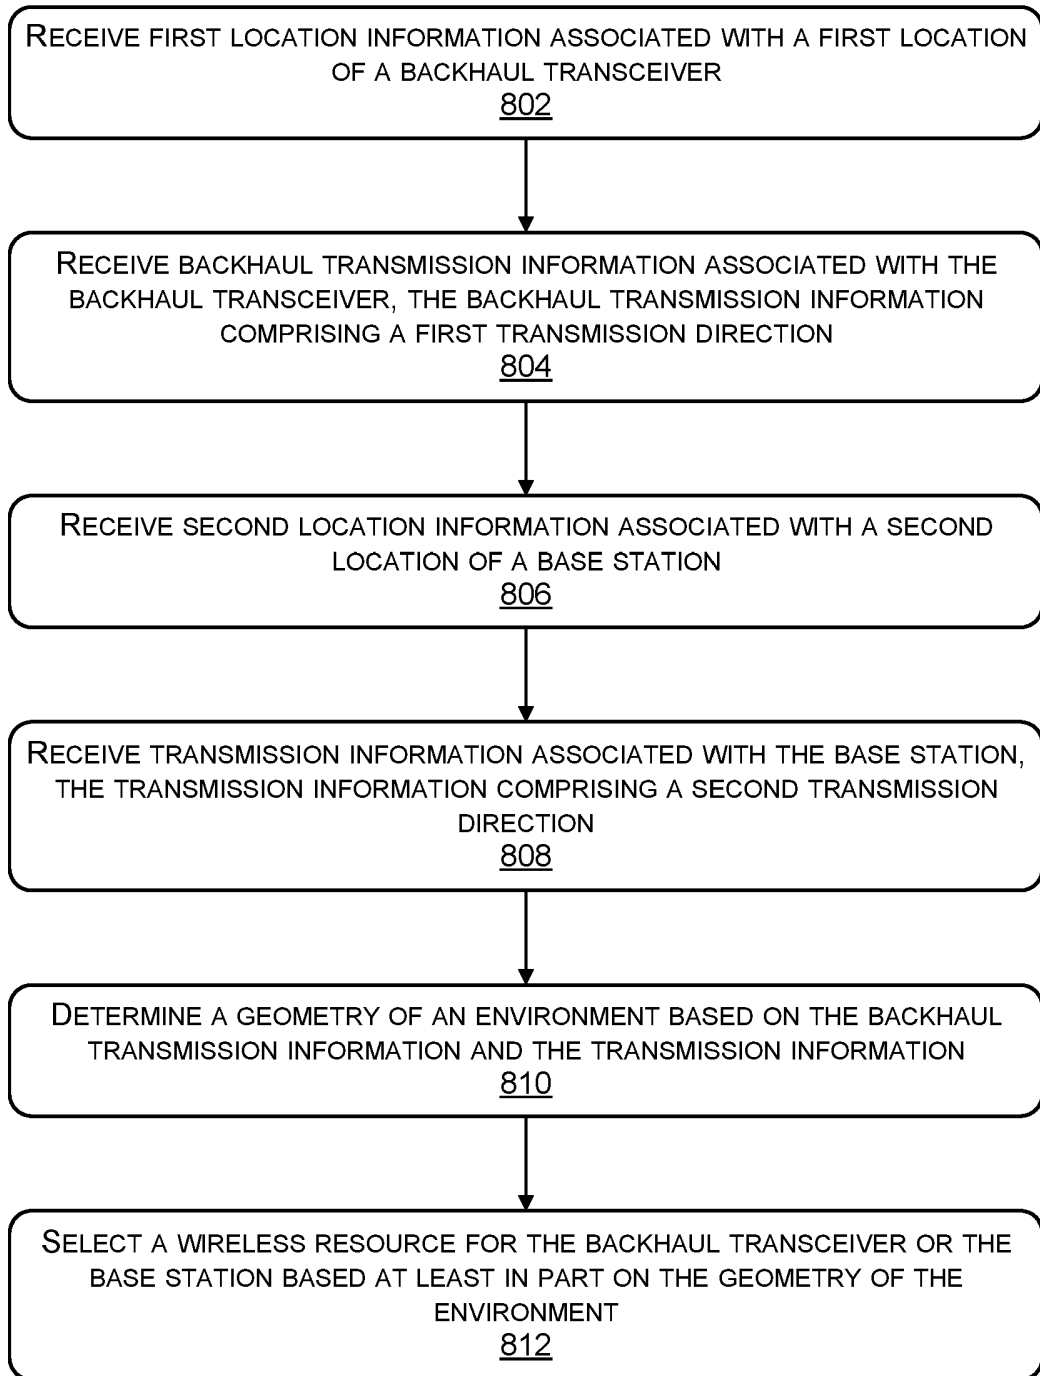 RECEIVE FIRST LOCATION INFORMATION ASSOCIATED WITH A FIRST LOCATION
OF A BACKHAUL TRANSCEIVER
802
RECEIVE BACKHAUL TRANSMISSION INFORMATION ASSOCIATED WITH THE
BACKHAUL TRANSCEIVER, THE BACKHAUL TRANSMISSION INFORMATION
COMPRISING A FIRST TRANSMISSION DIRECTION
804
RECEIVE SECOND LOCATION INFORMATION ASSOCIATED WITH A SECOND
LOCATION OF A BASE STATION
806
RECEIVE TRANSMISSION INFORMATION ASSOCIATED WITH THE BASE STATION,
THE TRANSMISSION INFORMATION COMPRISING A SECOND TRANSMISSION
DIRECTION
808
DETERMINE A GEOMETRY OF AN ENVIRONMENT BASED ON THE BACKHAUL
TRANSMISSION INFORMATION AND THE TRANSMISSION INFORMATION
810
SELECT A WIRELESS RESOURCE FOR THE BACKHAUL TRANSCEIVER OR THE
BASE STATION BASED AT LEAST IN PART ON THE GEOMETRY OF THE
ENVIRONMENT
812